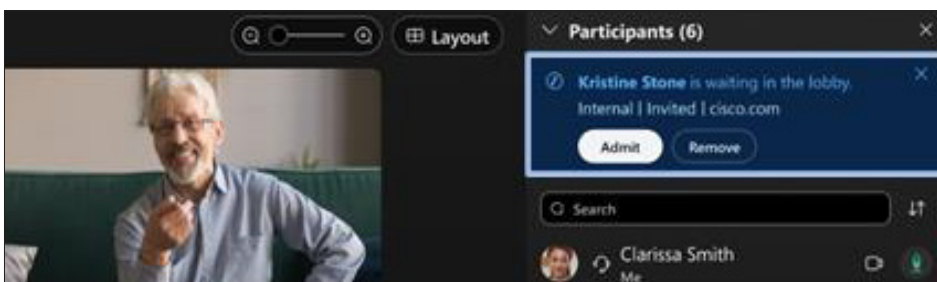 Layout
Participants (6)
Kristine Stone is waiting in the lobby.
Internal | Invited | cisco.com
Admit
Remove
Search
Clarissa Smith
Me